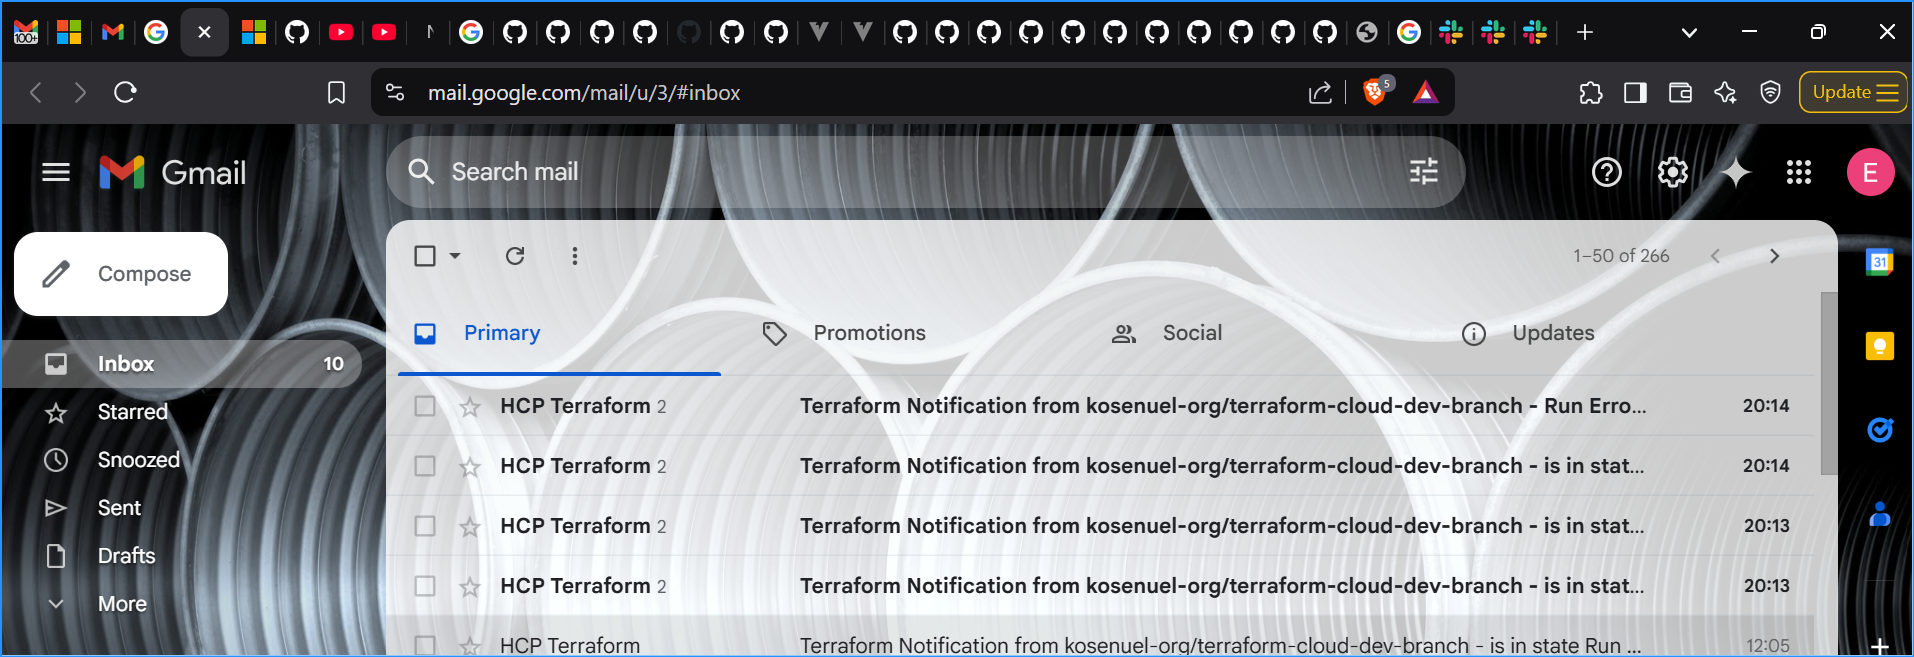 100+
mail.google.com/mail/u/3/#inbox
5
Update
Gmail
Search mail
E
Compose
1–50 of 266
31
Primary
Promotions
Social
Updates
Inbox 10
Starred
Snoozed
Sent
Drafts
More
HCP Terraform 2 Terraform Notification from kosenuel-org/terraform-cloud-dev-branch - Run Erro... 20:14
HCP Terraform 2 Terraform Notification from kosenuel-org/terraform-cloud-dev-branch - is in stat... 20:14
HCP Terraform 2 Terraform Notification from kosenuel-org/terraform-cloud-dev-branch - is in stat... 20:13
HCP Terraform 2 Terraform Notification from kosenuel-org/terraform-cloud-dev-branch - is in stat... 20:13
HCP Terraform Terraform Notification from kosenuel-org/terraform-cloud-dev-branch - is in state Run ... 12:05